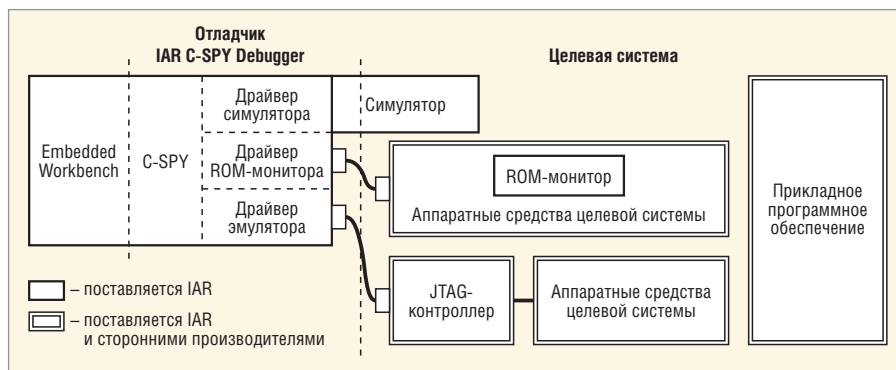 Отладчик
IAR C-SPY Debugger
Целевая система
Embedded
Workbench
C-SPY
Драйвер
симулятора
Симулятор
Драйвер
ROM-монитора
Драйвер
эмулятора
ROM-монитор
Аппаратные средства целевой системы
JTAG-
контроллер
Аппаратные средства
целевой системы
Прикладное
программное
обеспечение
– поставляется IAR
– поставляется IAR
и сторонними производителями